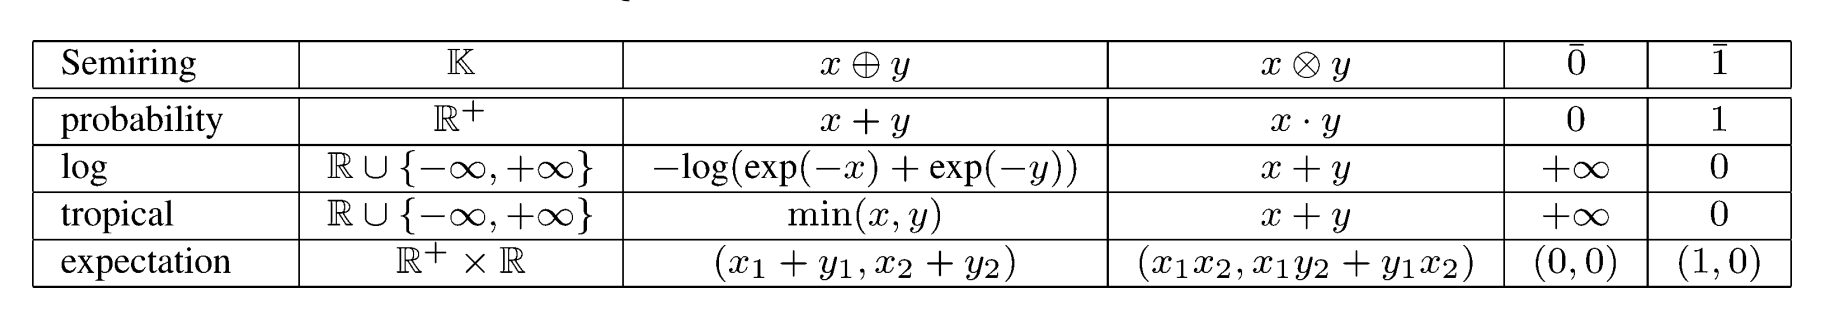 Semiring 𝕂 x ⊕ y x ⊗ y 0̄ 1̄
probability ℝ⁺ x + y x · y 0 1
log ℝ ∪ {−∞, +∞} −log(exp(−x) + exp(−y)) x + y +∞ 0
tropical ℝ ∪ {−∞, +∞} min(x, y) x + y +∞ 0
expectation ℝ⁺ × ℝ (x₁ + y₁, x₂ + y₂) (x₁x₂, x₁y₂ + y₁x₂) (0, 0) (1, 0)